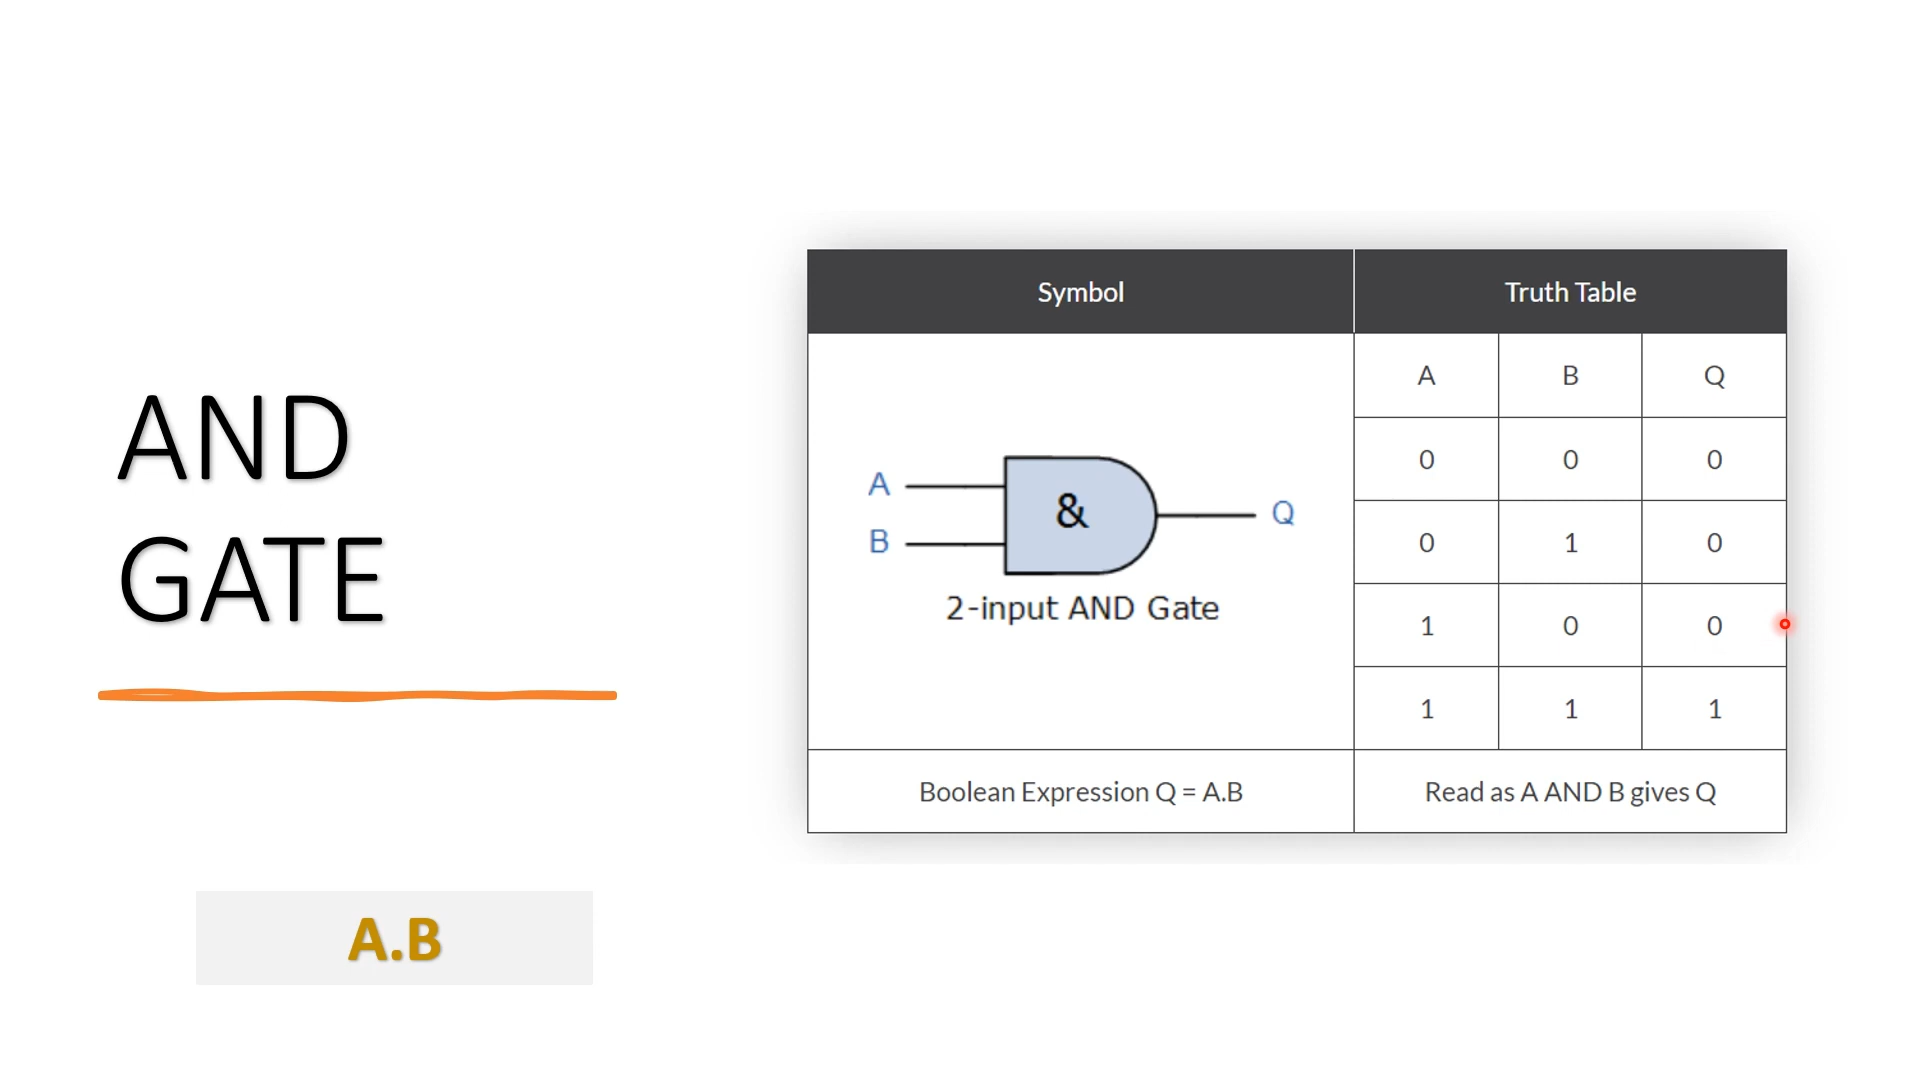 AND
GATE
A.B
Symbol Truth Table
A B Q
A
B
&
Q
2-input AND Gate
0 0 0
0 1 0
1 0 0
1 1 1
Boolean Expression Q = A.B Read as A AND B gives Q